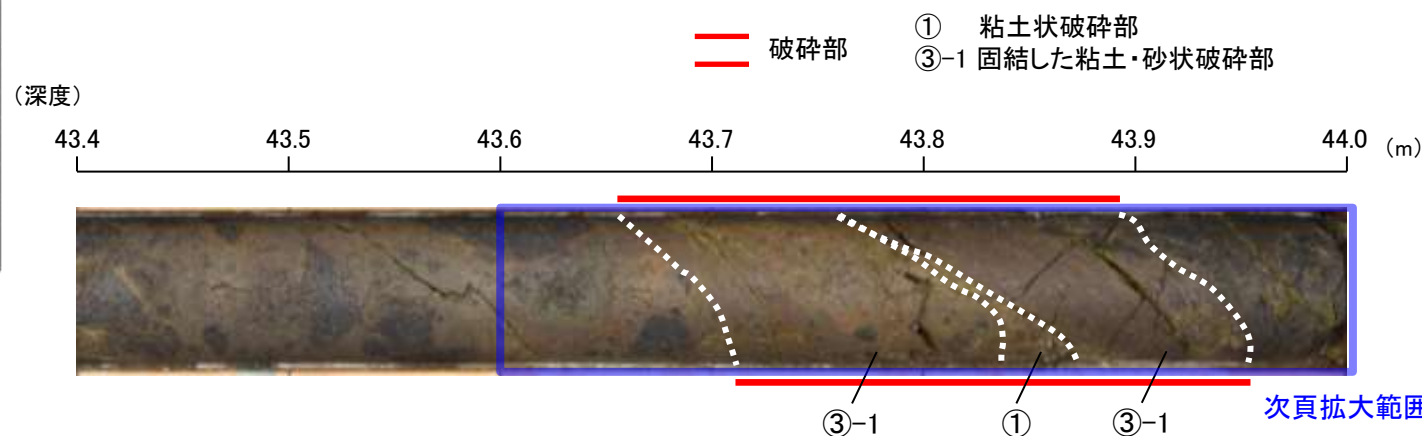 破砕部
① 粘土状破砕部
③-1 固結した粘土・砂状破砕部
(深度)
43.4 43.5 43.6 43.7 43.8 43.9 44.0 (m)
③-1 ① ③-1
次頁拡大範囲